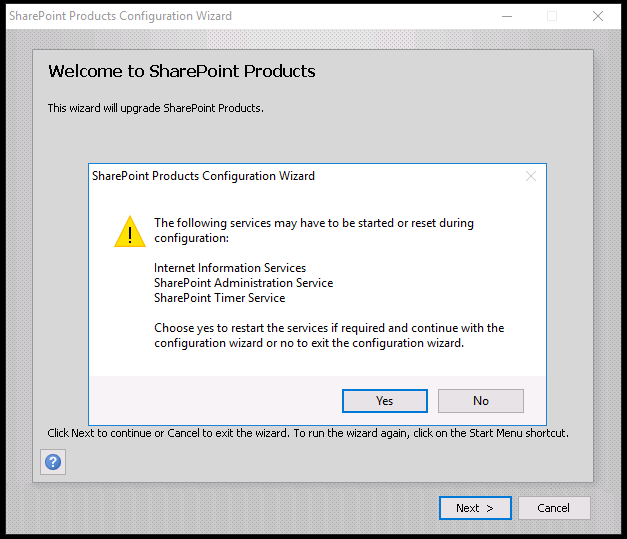 SharePoint Products Configuration Wizard
Welcome to SharePoint Products
This wizard will upgrade SharePoint Products.
SharePoint Products Configuration Wizard
The following services may have to be started or reset during
configuration:
Internet Information Services
SharePoint Administration Service
SharePoint Timer Service
Choose yes to restart the services if required and continue with the
configuration wizard or no to exit the configuration wizard.
Yes
No
Click Next to continue or Cancel to exit the wizard. To run the wizard again, click on the Start Menu shortcut.
?
Next >
Cancel